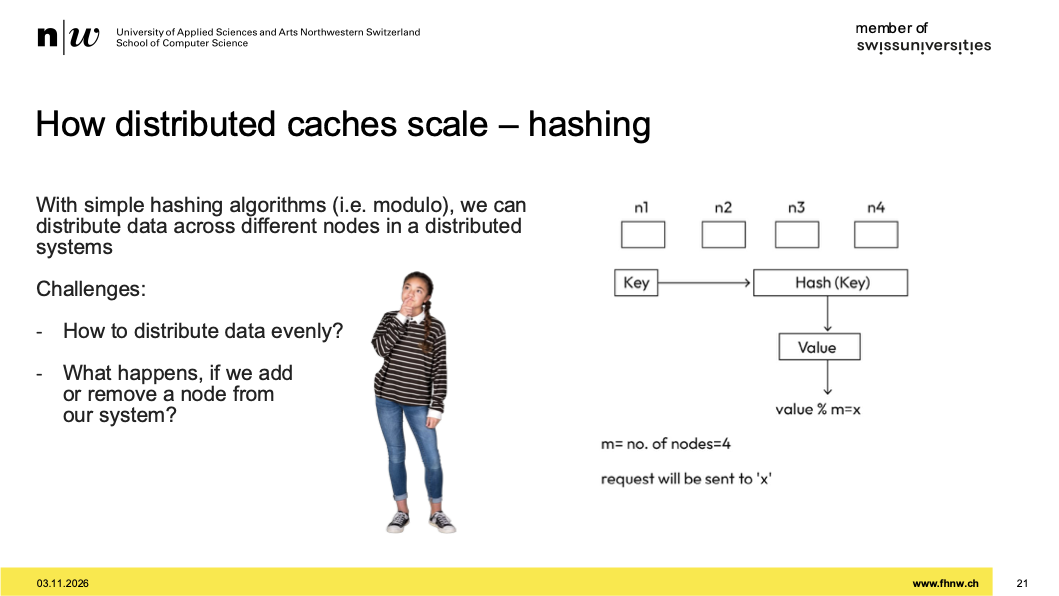 n w
University of Applied Sciences and Arts Northwestern Switzerland
School of Computer Science
member of
swissuniversities
How distributed caches scale – hashing
With simple hashing algorithms (i.e. modulo), we can
distribute data across different nodes in a distributed
systems
Challenges:
- How to distribute data evenly?
- What happens, if we add
or remove a node from
our system?
n1 n2 n3 n4
Key Hash (Key)
Value
value % m=x
m= no. of nodes=4
request will be sent to 'x'
03.11.2026 www.fhnw.ch 21